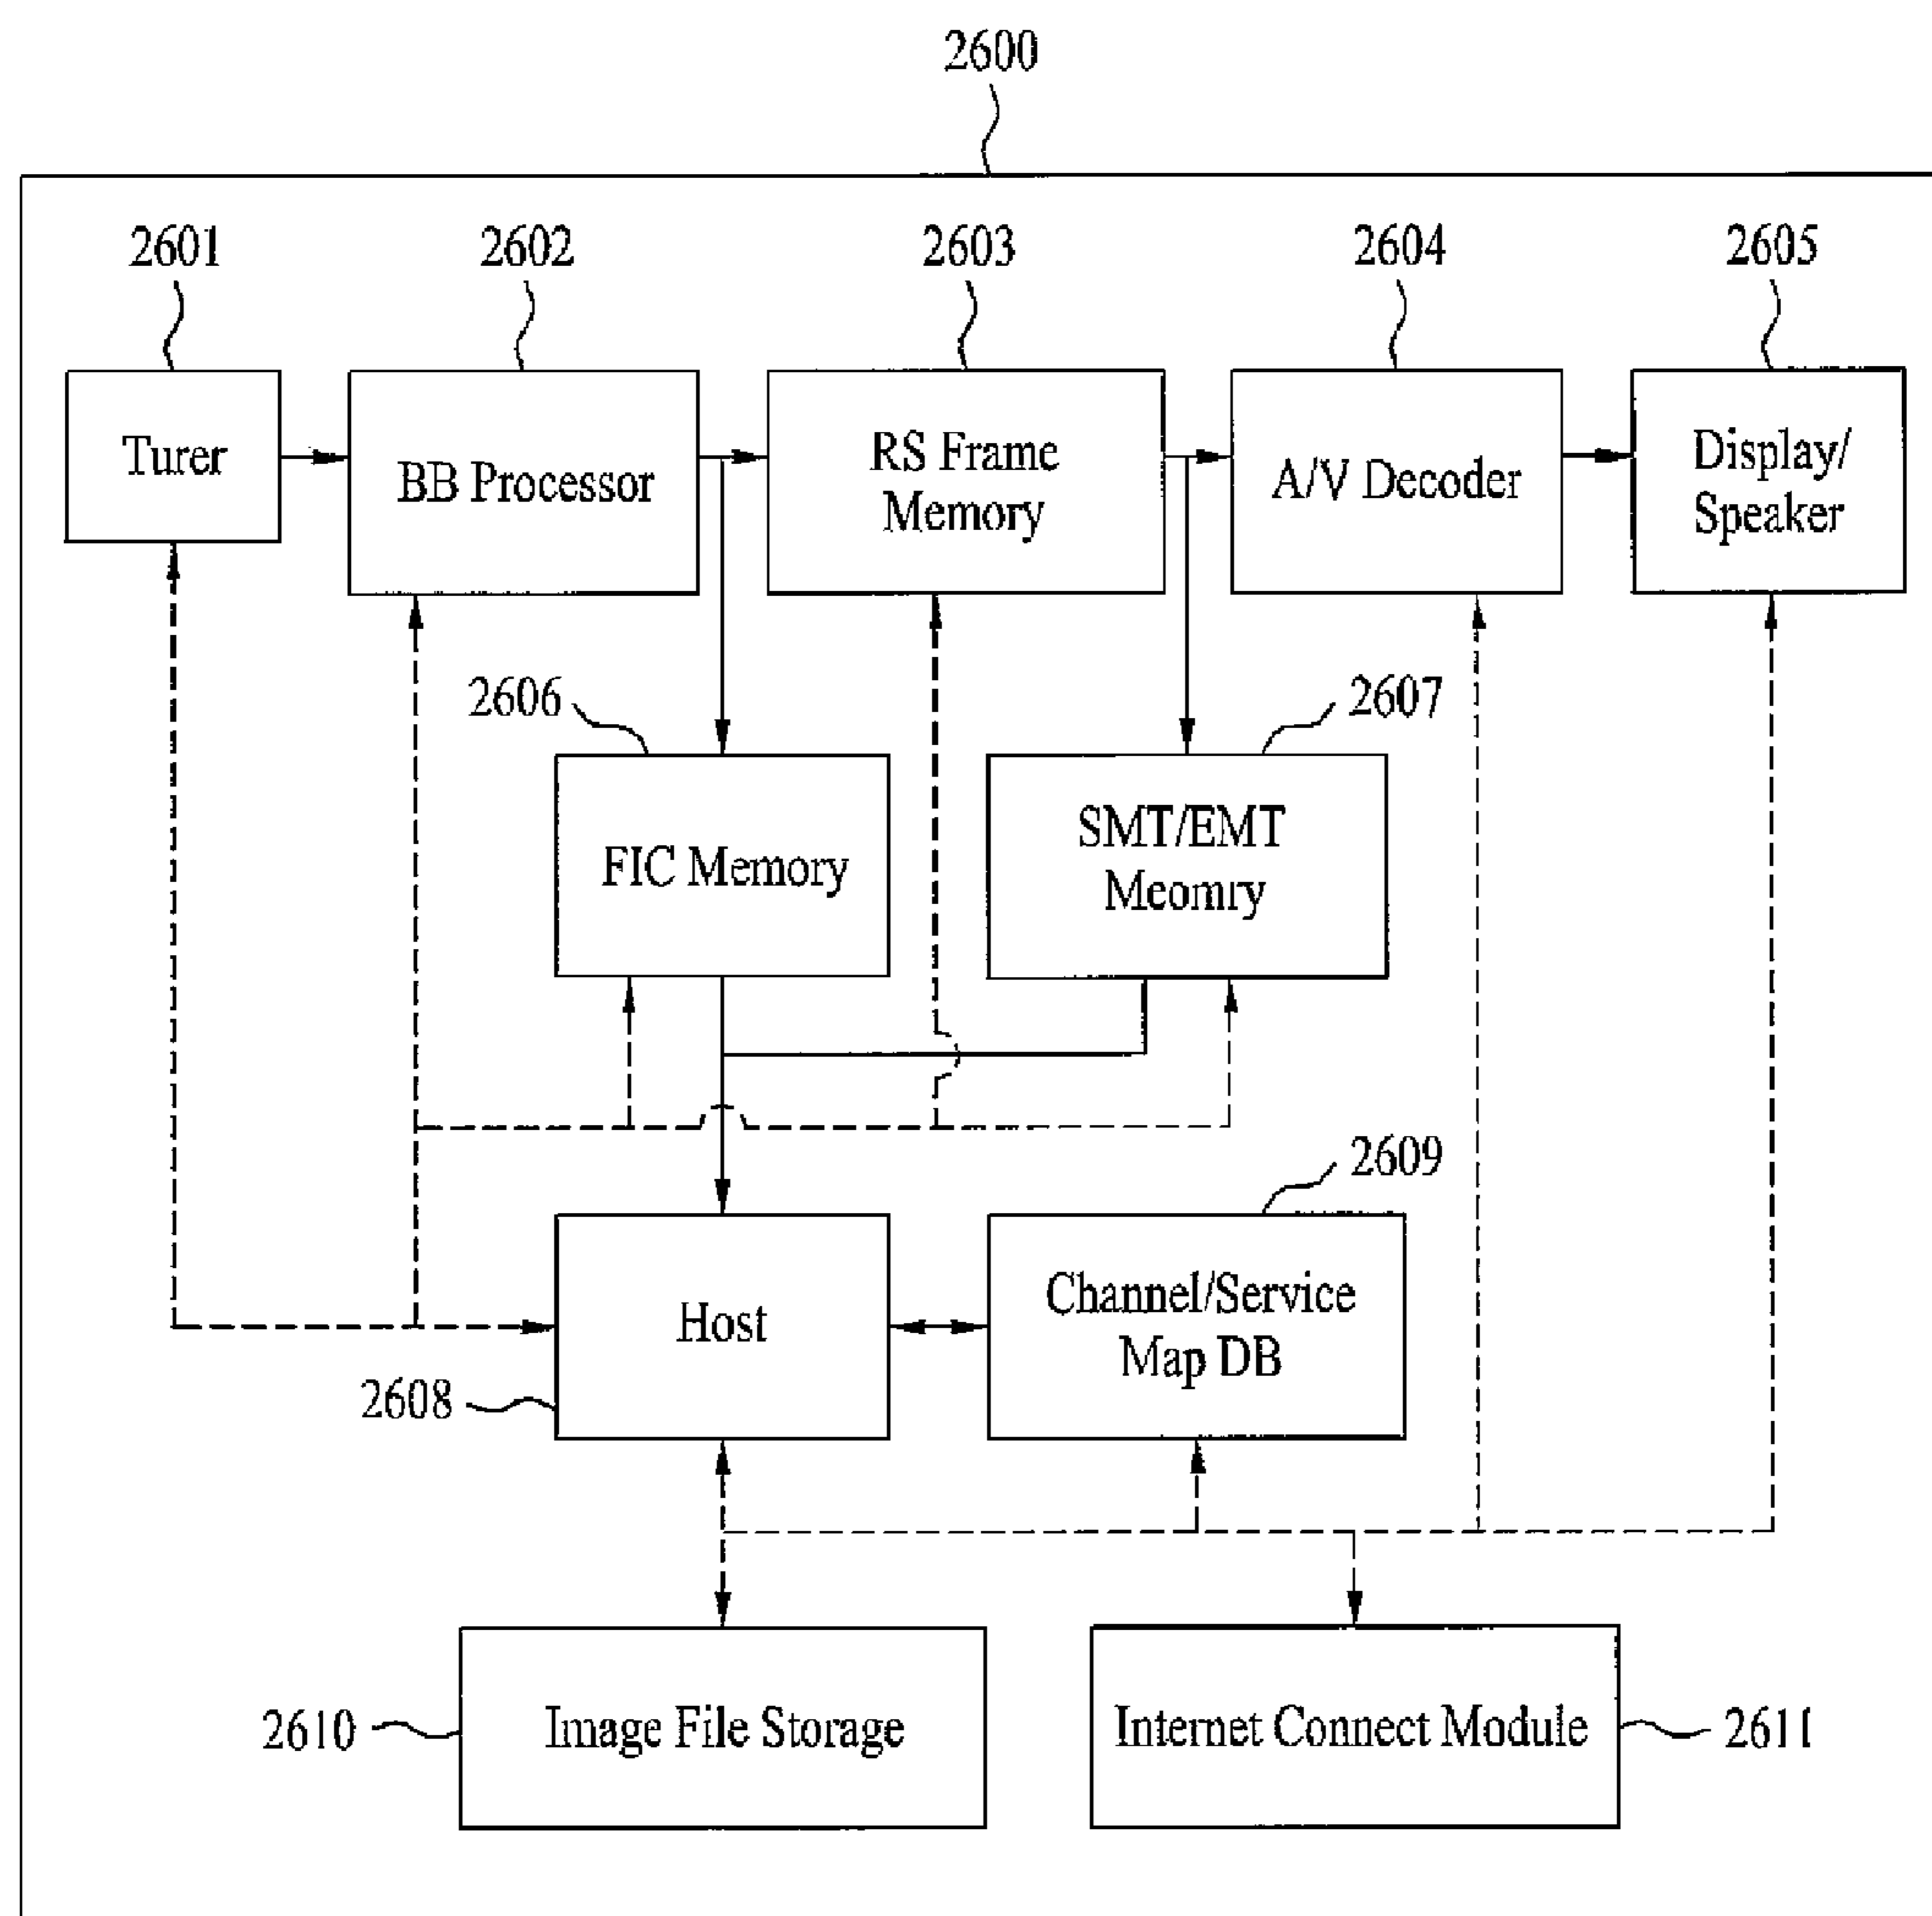 2600
2601
2602
2603
2604
2605
Turer
BB Processor
RS Frame
Memory
A/V Decoder
Display/
Speaker
2606
2607
FIC Memory
SMT/EMT
Meomry
2609
Host
Channel/Service
Map DB
2608
2610
Image File Storage
Internet Connect Module
2611